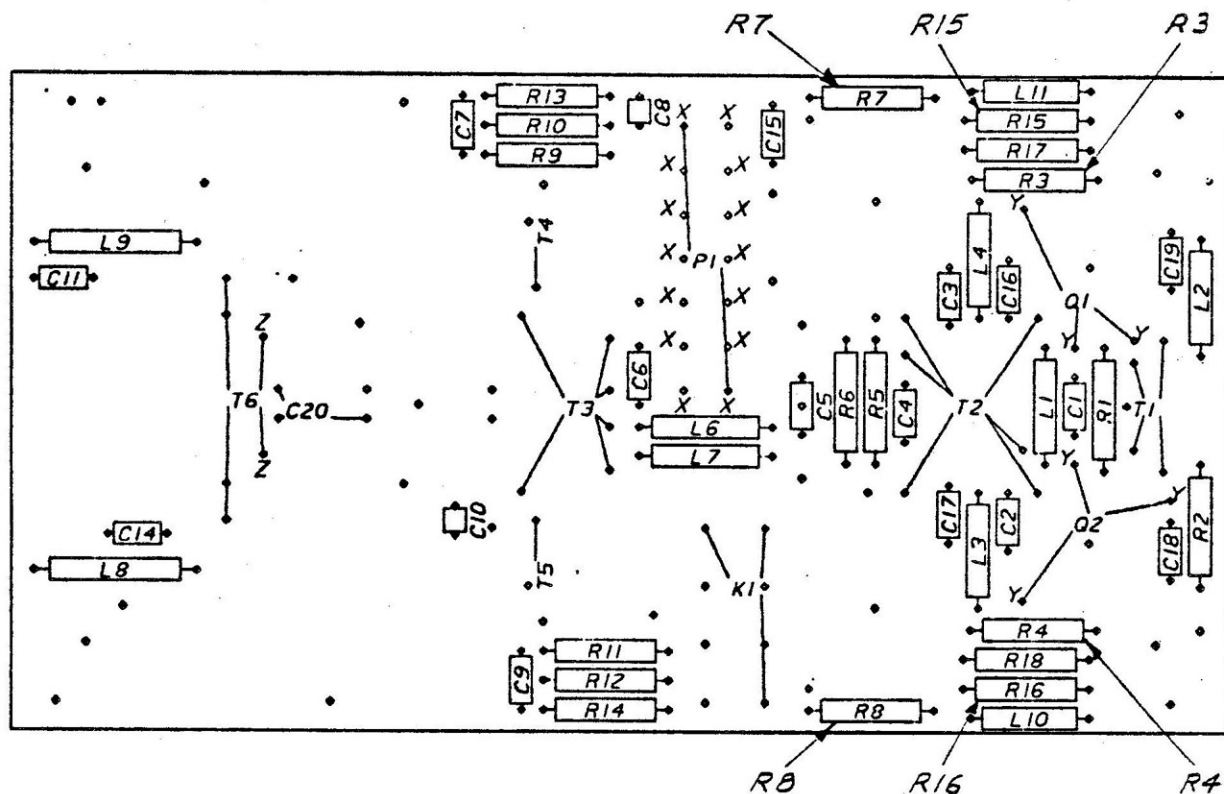 R7 R15 R3
R13 C8 X X R7 L11
C7 R10 C15 R15
R9 X X R17
R3
X X Y
L9 T4 L4
C11 X P1 X C3 C16 C19 L2
Q1
Z X X
X X Y Y
T6 C20 T3 C6 C5 R6 R5 C4 T2 L1 C1 R1 T1
X X
L6
Z L7 Y
Y
C10 C17 C2 Q2 R2
C14 L3 C18
L8 T5 K1 Y
R11 R4
C9 R12 R18
R14 R8 R16
L10
R8 R16 R4